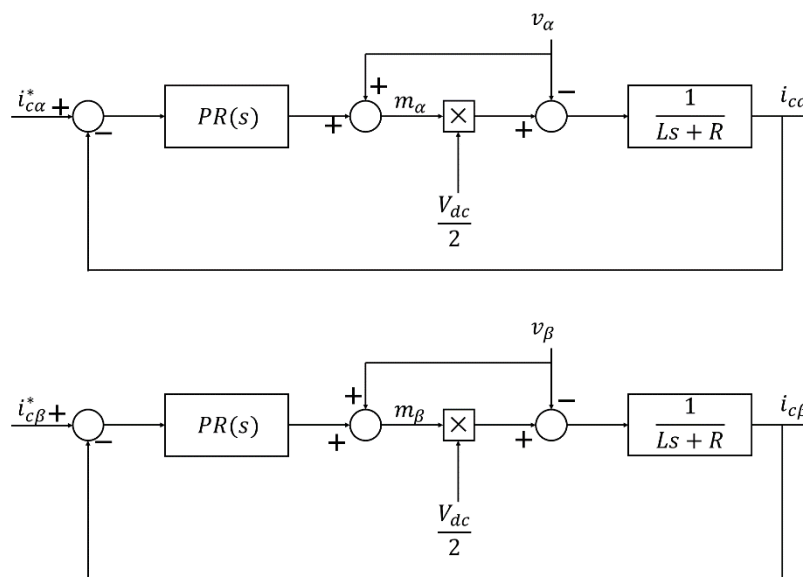 v_α
i*_cα + − PR(s) + + m_α × + − 1/(Ls + R) i_cα
V_dc/2
v_β
i*_cβ + − PR(s) + + m_β × + − 1/(Ls + R) i_cβ
V_dc/2